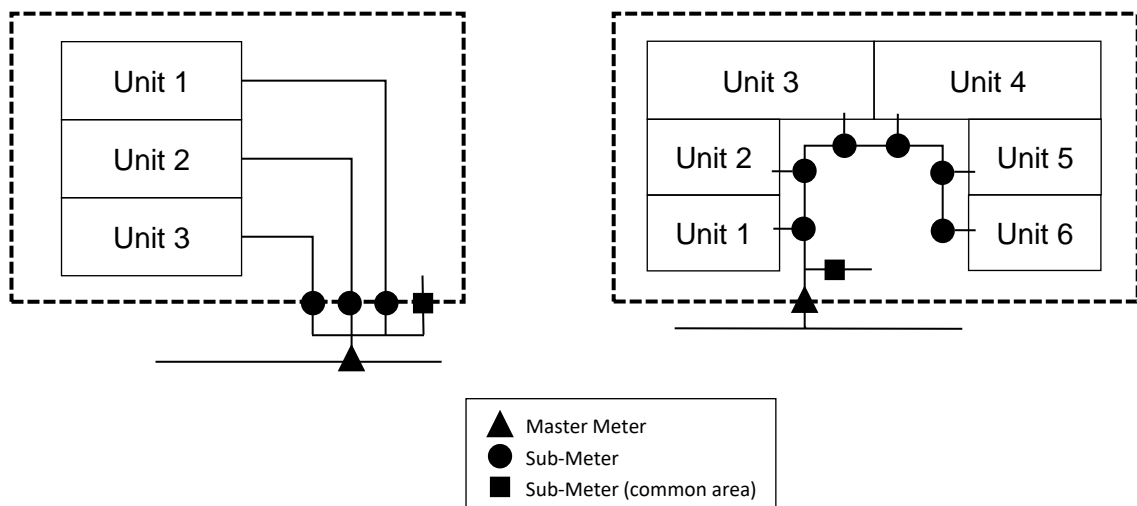 Unit 1
Unit 2
Unit 3
Unit 3
Unit 4
Unit 2
Unit 5
Unit 1
Unit 6
Master Meter
Sub-Meter
Sub-Meter (common area)